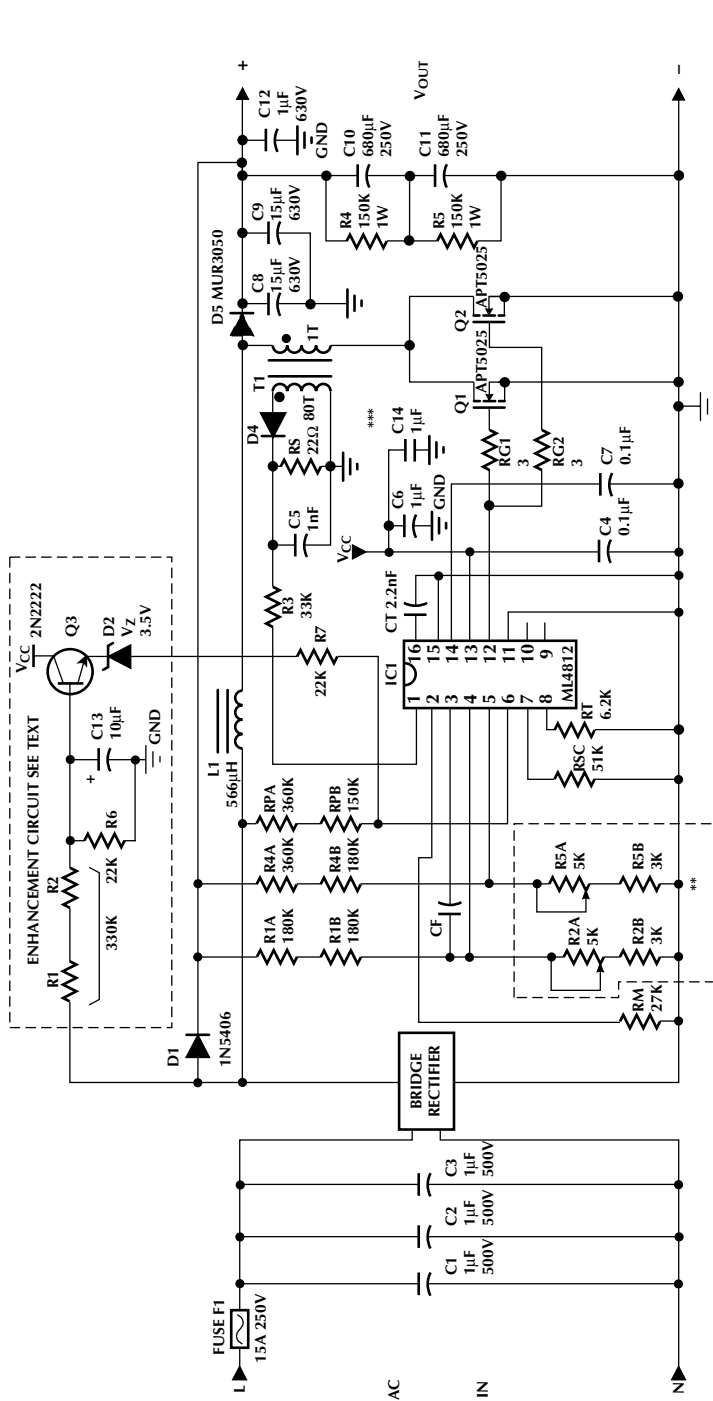 L
FUSE F1
15A 250V
AC
IN
N
C1
1µF
500V
C2
1µF
500V
C3
1µF
500V
BRIDGE
RECTIFIER
D1
1N5406
ENHANCEMENT CIRCUIT SEE TEXT
R1
R2
330K
R6
22K
C13
10µF
+
GND
VCC
2N2222
Q3
D2
VZ
3.5V
L1
566µH
R1A
180K
R1B
180K
R4A
360K
R4B
180K
RPA
360K
RPB
150K
R7
22K
CF
RM
27K
R2A
5K
R2B
3K
R5A
5K
R5B
3K
**
RSC
51K
RT
6.2K
IC1
ML4812
1
2
3
4
5
6
7
8
16
15
14
13
12
11
10
9
CT 2.2nF
R3
33K
C5
1nF
RS
22Ω
D4
T1
80T
1T
VCC
C6
1µF
GND
C14
1µF
***
C4
0.1µF
C7
0.1µF
RG1
3
RG2
3
Q1
APT5025
Q2
APT5025
D5 MUR3050
C8
15µF
630V
C9
15µF
630V
R4
150K
1W
R5
150K
1W
C10
680µF
250V
C11
680µF
250V
C12
1µF
630V
GND
+
VOUT
–